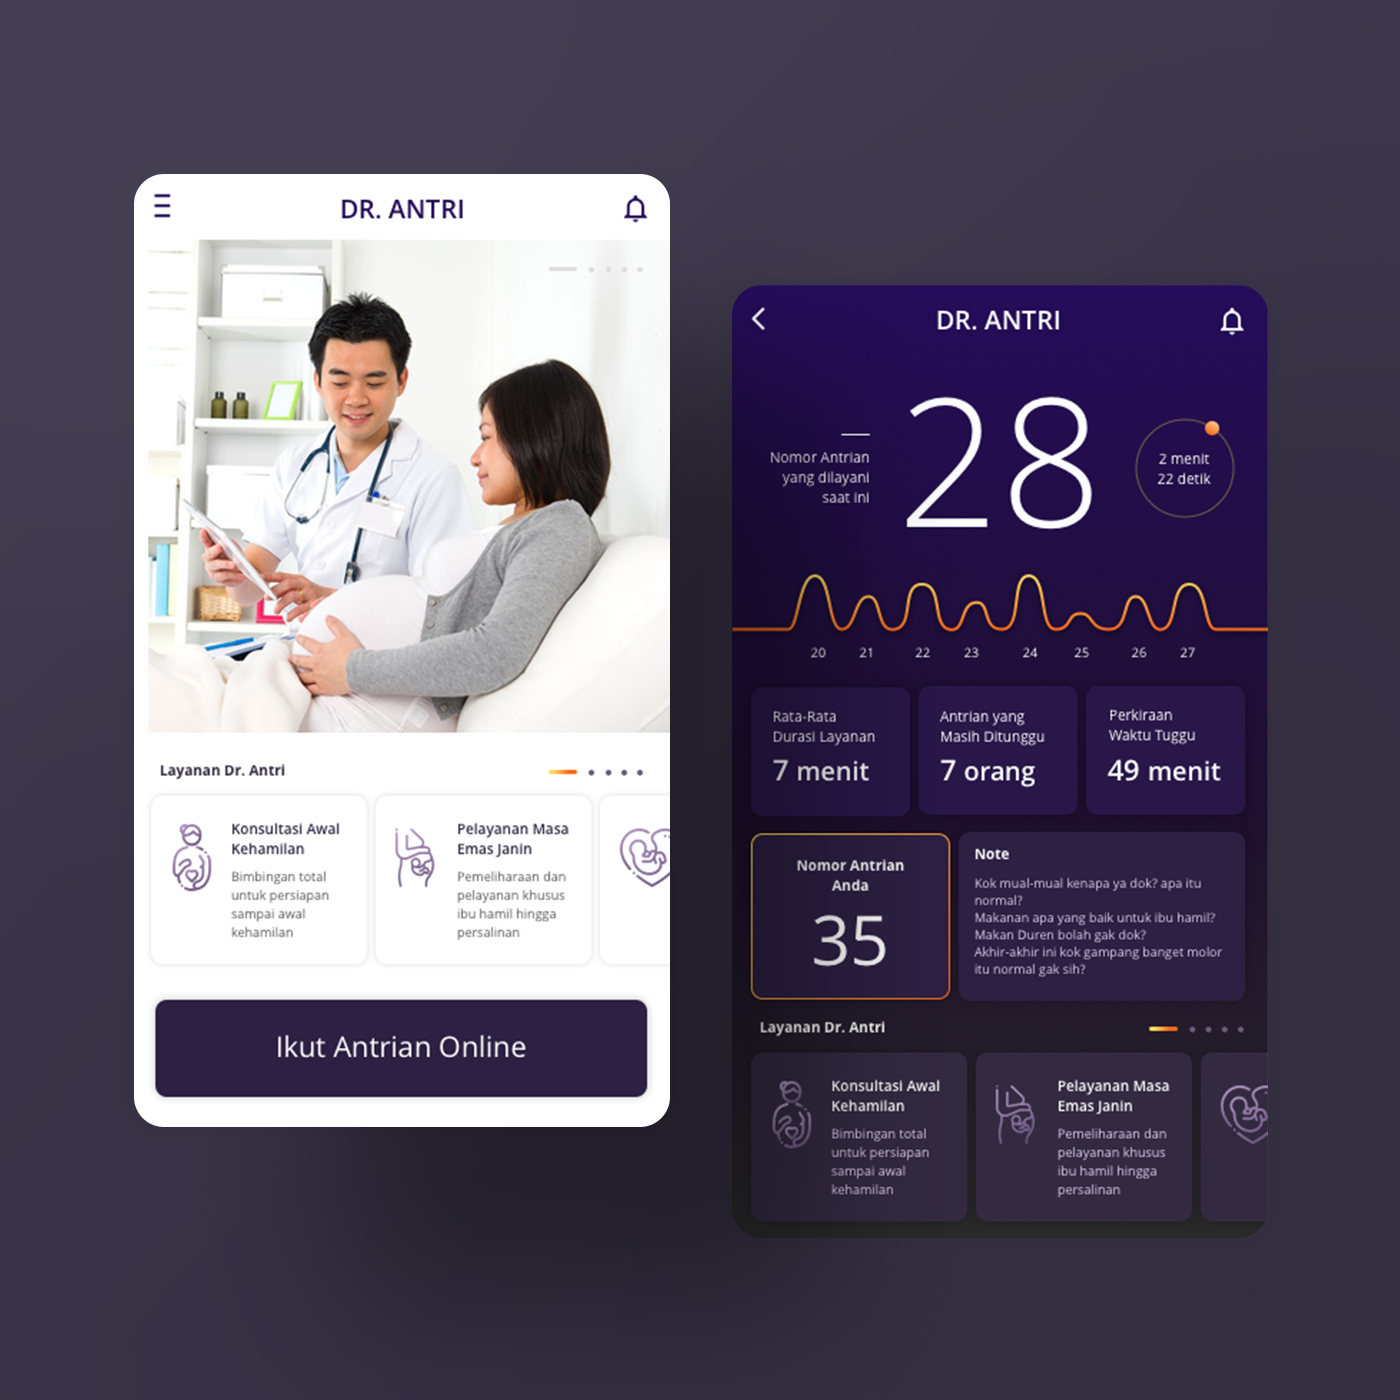 DR. ANTRI
Layanan Dr. Antri
Konsultasi Awal
Kehamilan
Bimbingan total
untuk persiapan
sampai awal
kehamilan
Pelayanan Masa
Emas Janin
Pemeliharaan dan
pelayanan khusus
ibu hamil hingga
persalinan
Ikut Antrian Online
DR. ANTRI
Nomor Antrian
yang dilayani
saat ini
28
2 menit
22 detik
20 21 22 23 24 25 26 27
Rata-Rata
Durasi Layanan
7 menit
Antrian yang
Masih Ditunggu
7 orang
Perkiraan
Waktu Tuggu
49 menit
Nomor Antrian
Anda
35
Note
Kok mual-mual kenapa ya dok? apa itu
normal?
Makanan apa yang baik untuk ibu hamil?
Makan Duren bolah gak dok?
Akhir-akhir ini kok gampang banget molor
itu normal gak sih?
Layanan Dr. Antri
Konsultasi Awal
Kehamilan
Bimbingan total
untuk persiapan
sampai awal
kehamilan
Pelayanan Masa
Emas Janin
Pemeliharaan dan
pelayanan khusus
ibu hamil hingga
persalinan